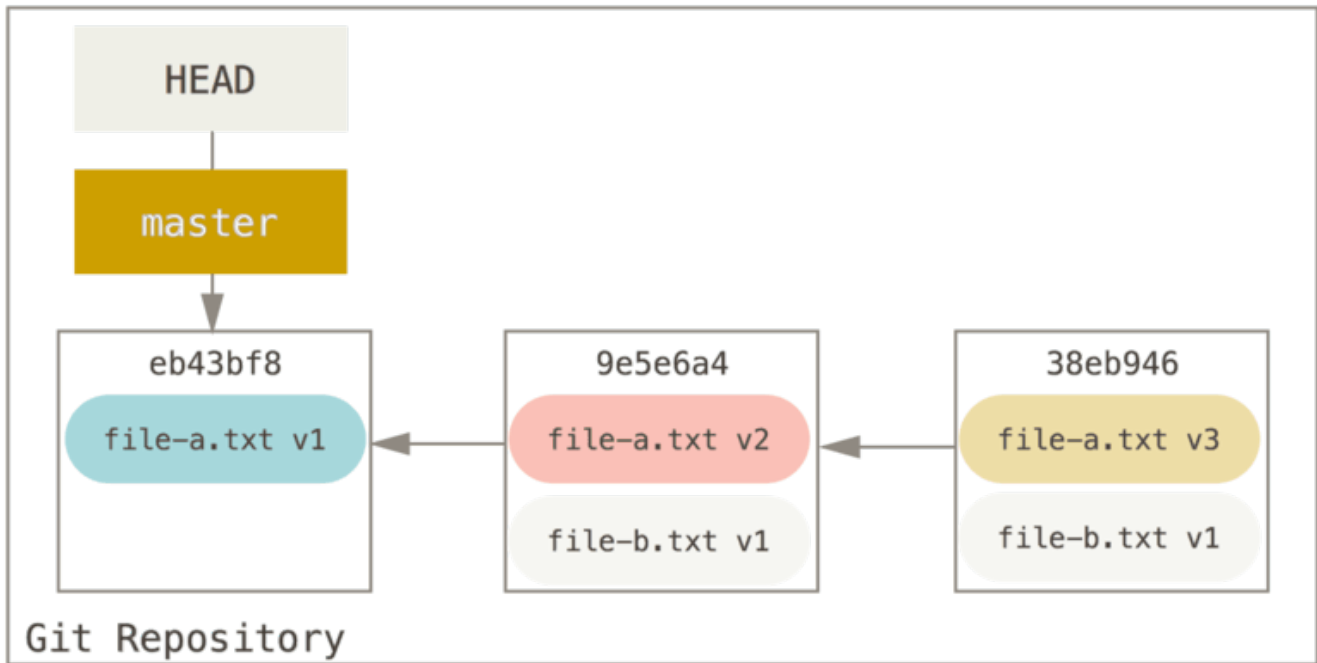 HEAD
master
eb43bf8
file-a.txt v1
9e5e6a4
file-a.txt v2
file-b.txt v1
38eb946
file-a.txt v3
file-b.txt v1
Git Repository